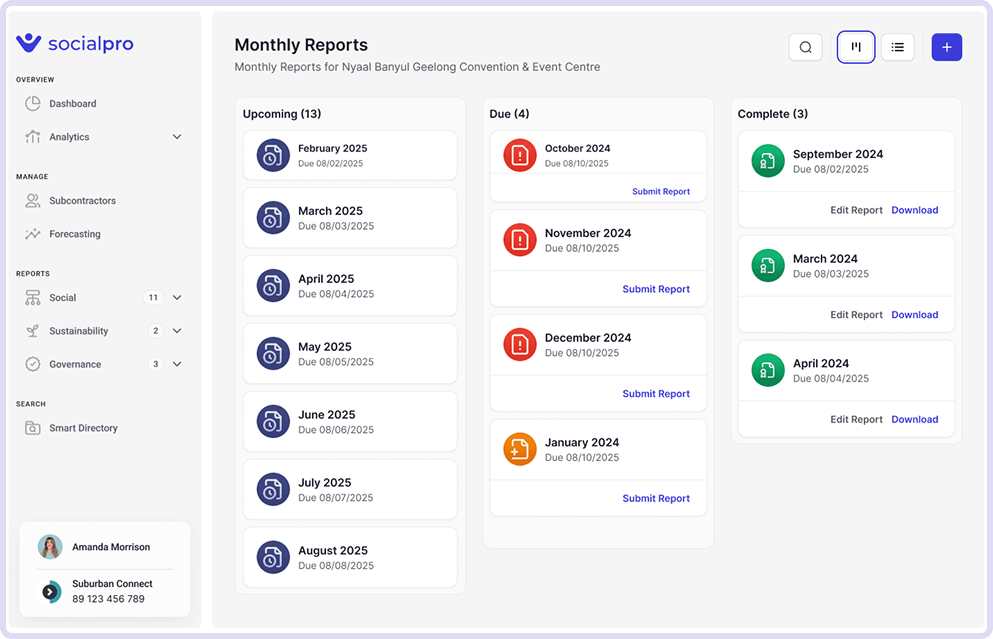 socialpro
OVERVIEW
Dashboard
Analytics
MANAGE
Subcontractors
Forecasting
REPORTS
Social 11
Sustainability 2
Governance 3
SEARCH
Smart Directory
Amanda Morrison
Suburban Connect
89 123 456 789
Monthly Reports
Monthly Reports for Nyaal Banyul Geelong Convention & Event Centre
Upcoming (13)
February 2025
Due 08/02/2025
March 2025
Due 08/03/2025
April 2025
Due 08/04/2025
May 2025
Due 08/05/2025
June 2025
Due 08/06/2025
July 2025
Due 08/07/2025
August 2025
Due 08/08/2025
Due (4)
October 2024
Due 08/10/2025
Submit Report
November 2024
Due 08/10/2025
Submit Report
December 2024
Due 08/10/2025
Submit Report
January 2024
Due 08/10/2025
Submit Report
Complete (3)
September 2024
Due 08/02/2025
Edit Report Download
March 2024
Due 08/03/2025
Edit Report Download
April 2024
Due 08/04/2025
Edit Report Download